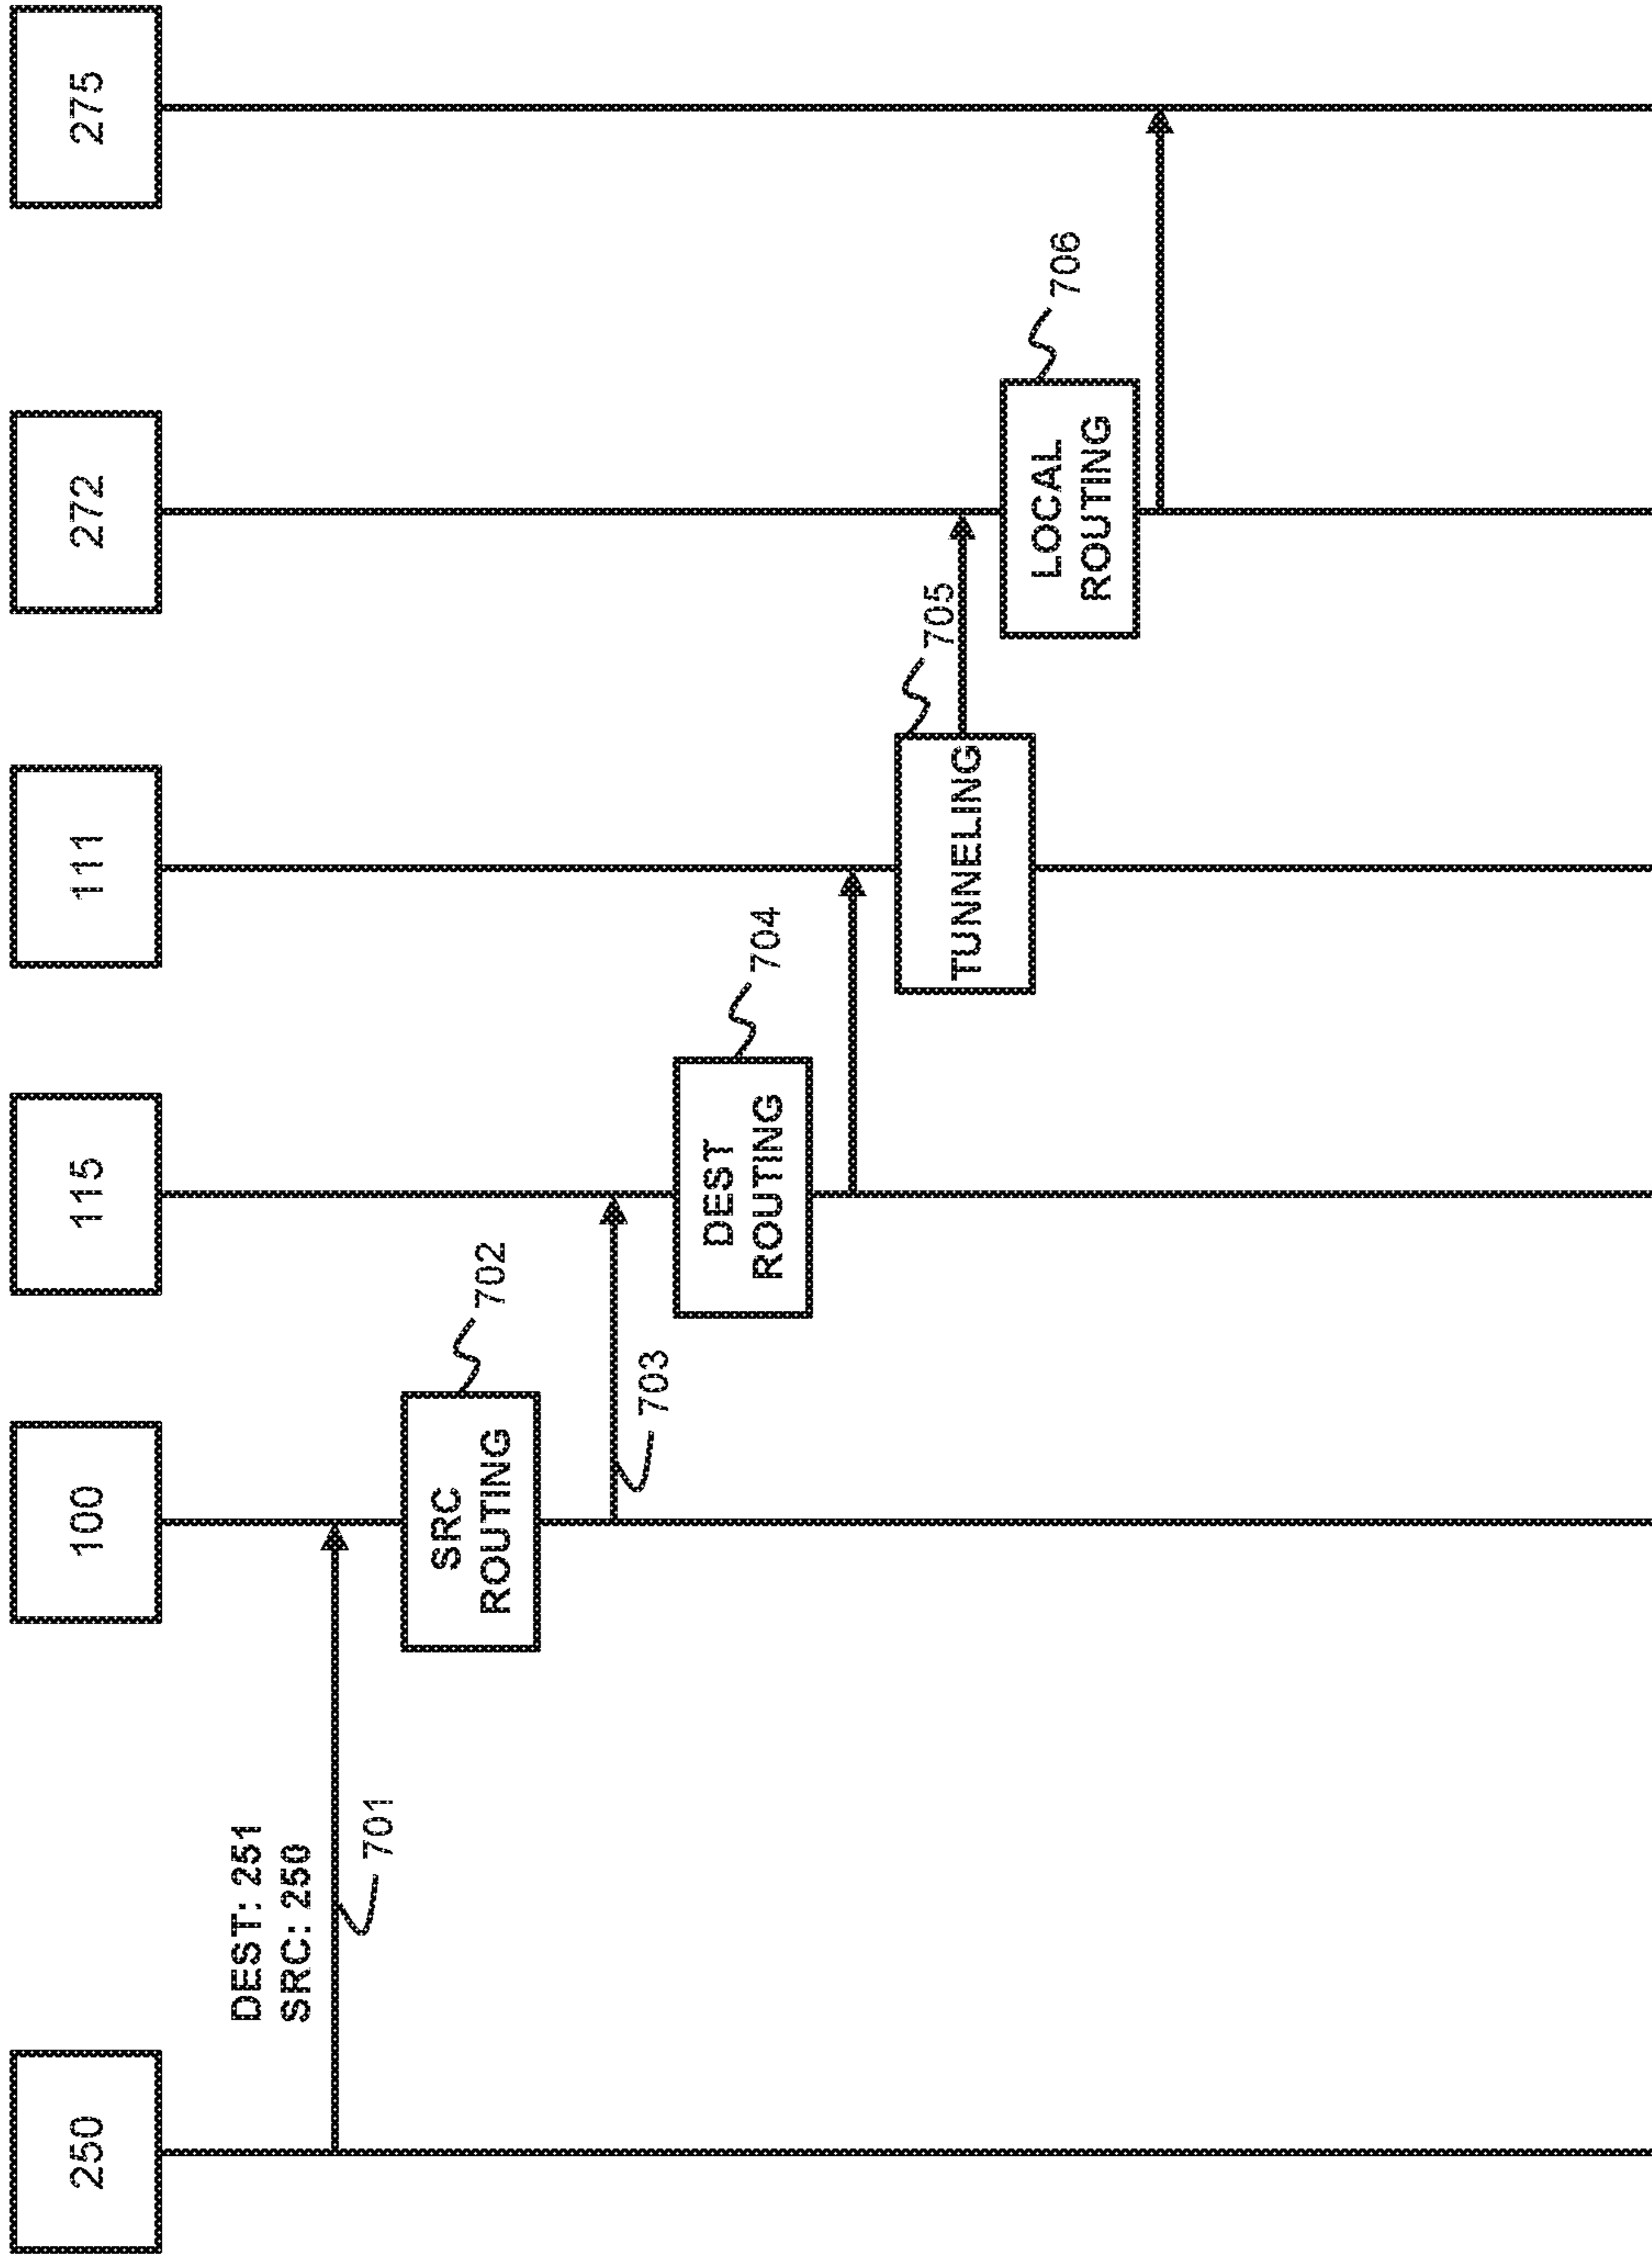 250
100
115
111
272
275
DEST: 251
SRC: 250
701
SRC
ROUTING
702
703
DEST
ROUTING
704
TUNNELING
705
LOCAL
ROUTING
706